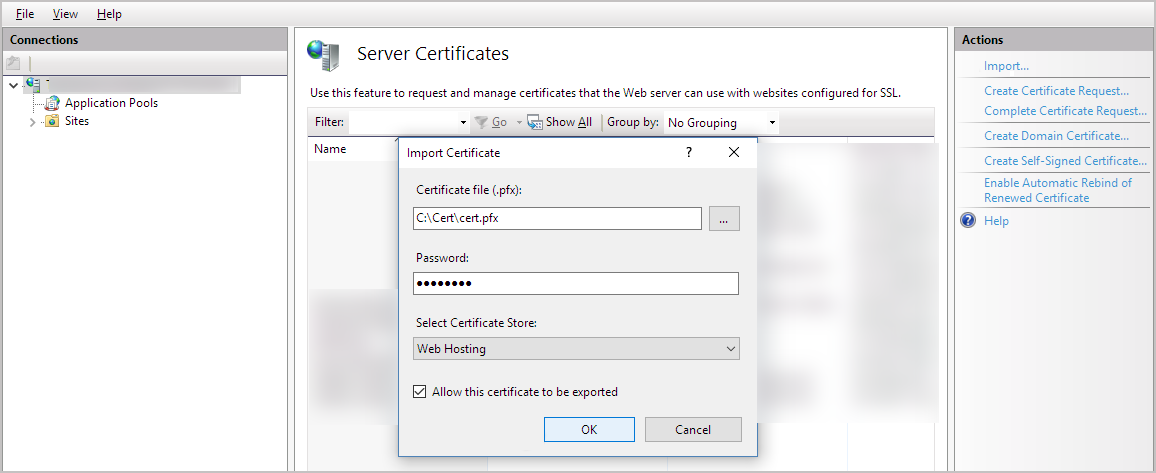 File View Help
Connections
Application Pools
Sites
Server Certificates
Use this feature to request and manage certificates that the Web server can use with websites configured for SSL.
Filter: Go Show All Group by: No Grouping
Name
Import Certificate ?
Certificate file (.pfx):
C:\Cert\cert.pfx
...
Password:
••••••••
Select Certificate Store:
Web Hosting
Allow this certificate to be exported
OK Cancel
Actions
Import...
Create Certificate Request...
Complete Certificate Request...
Create Domain Certificate...
Create Self-Signed Certificate...
Enable Automatic Rebind of
Renewed Certificate
? Help